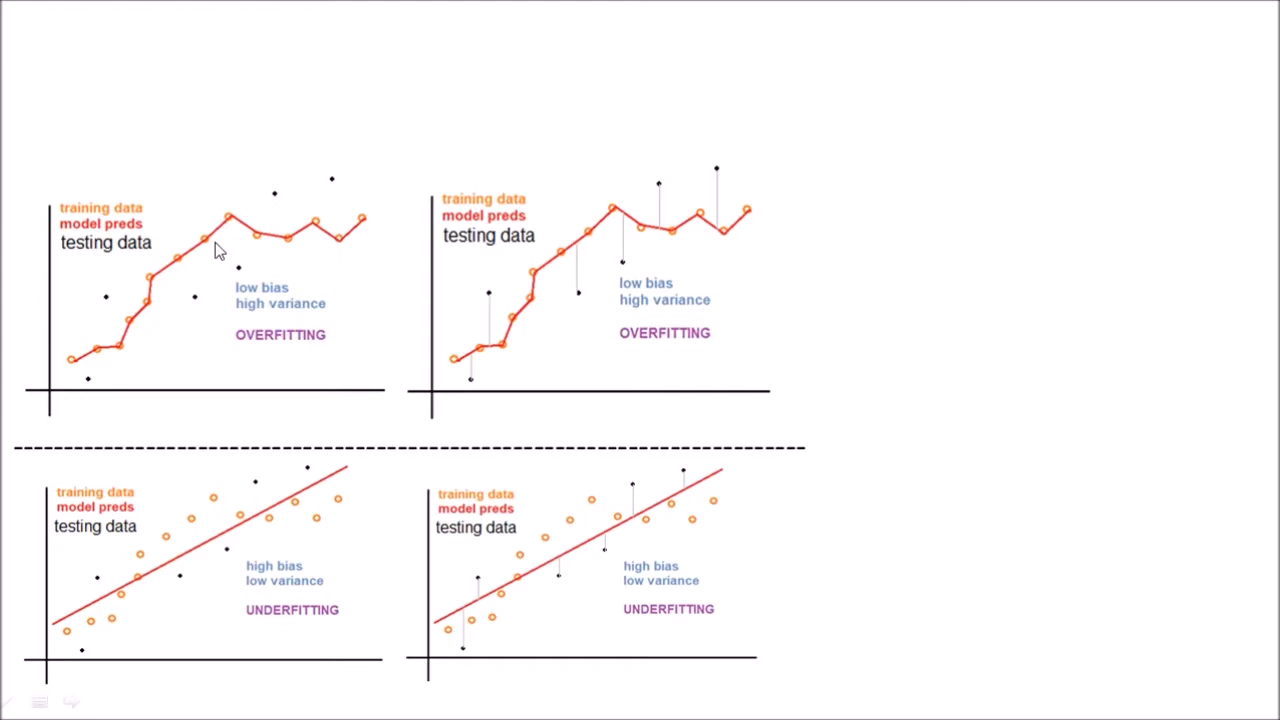 training data
model preds
testing data
low bias
high variance
OVERFITTING
training data
model preds
testing data
low bias
high variance
OVERFITTING
training data
model preds
testing data
high bias
low variance
UNDERFITTING
training data
model preds
testing data
high bias
low variance
UNDERFITTING